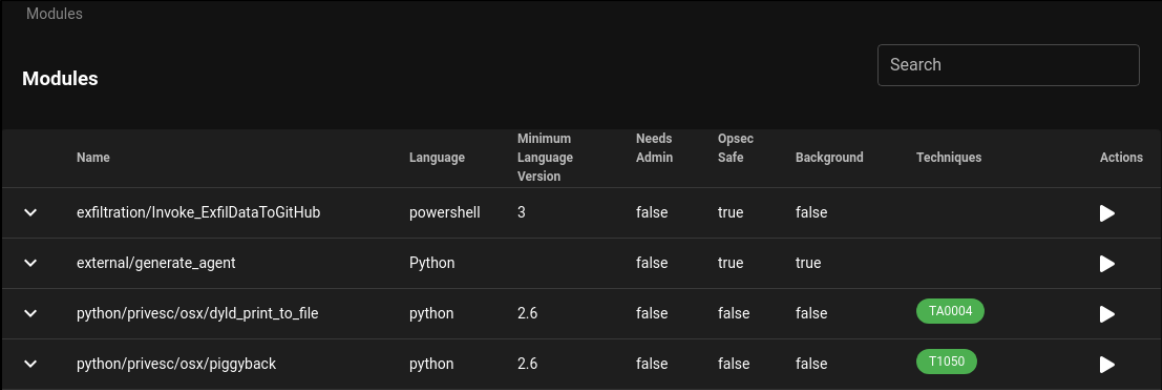 Modules
Modules
Search
Name Language Minimum Language Version Needs Admin Opsec Safe Background Techniques Actions
exfiltration/Invoke_ExfilDataToGitHub powershell 3 false true false
external/generate_agent Python false true true
python/privesc/osx/dyld_print_to_file python 2.6 false false false TA0004
python/privesc/osx/piggyback python 2.6 false false false T1050